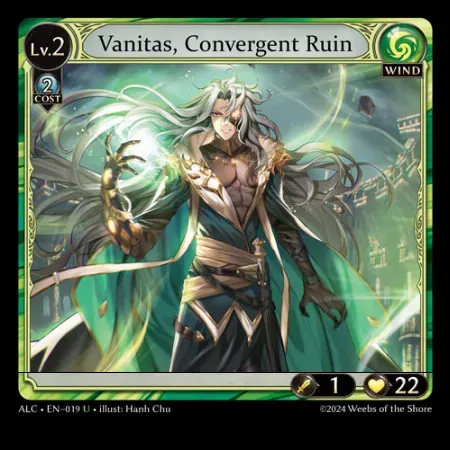 Lv.2
Vanitas, Convergent Ruin
WIND
2
COST
1
22
ALC • EN-019 U • illust: Hanh Chu
©2024 Weebs of the Shore